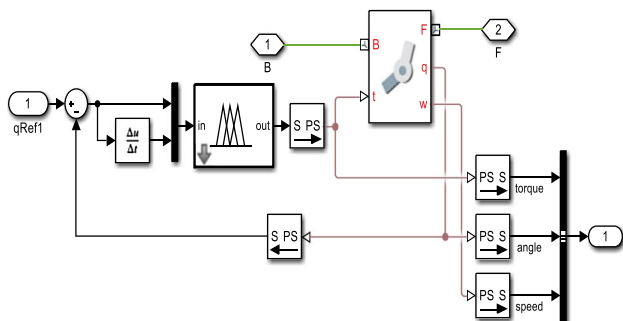 1
B
2
F
B
F
q
t
w
1
qRef1
+
-
Δu
Δt
in
out
S PS
PS S
torque
S PS
PS S
angle
1
PS S
speed